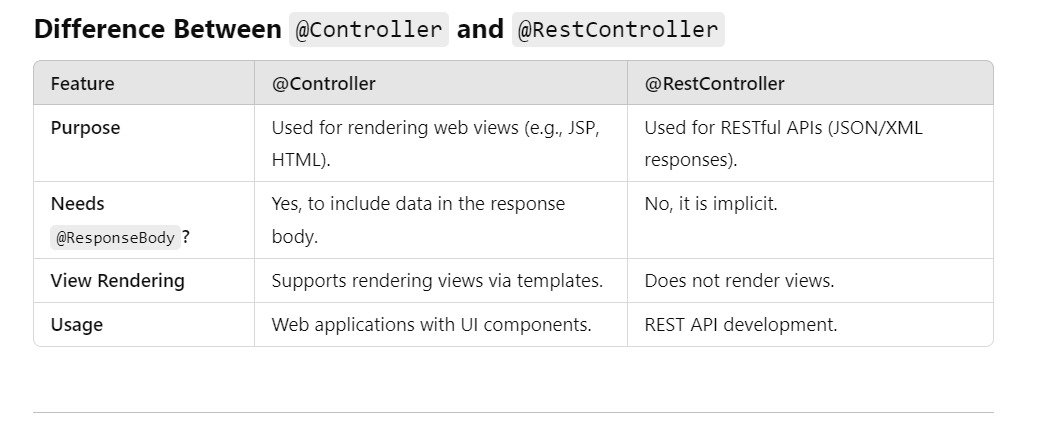 Difference Between @Controller and @RestController
Feature @Controller @RestController
Purpose Used for rendering web views (e.g., JSP, Used for RESTful APIs (JSON/XML
HTML). responses).
Needs Yes, to include data in the response No, it is implicit.
@ResponseBody ? body.
View Rendering Supports rendering views via templates. Does not render views.
Usage Web applications with UI components. REST API development.